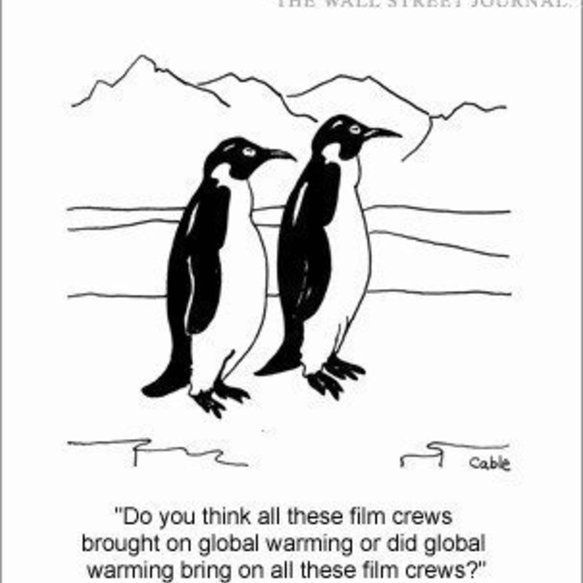 THE WALL STREET JOURNAL.
Cable
"Do you think all these film crews
brought on global warming or did global
warming bring on all these film crews?"